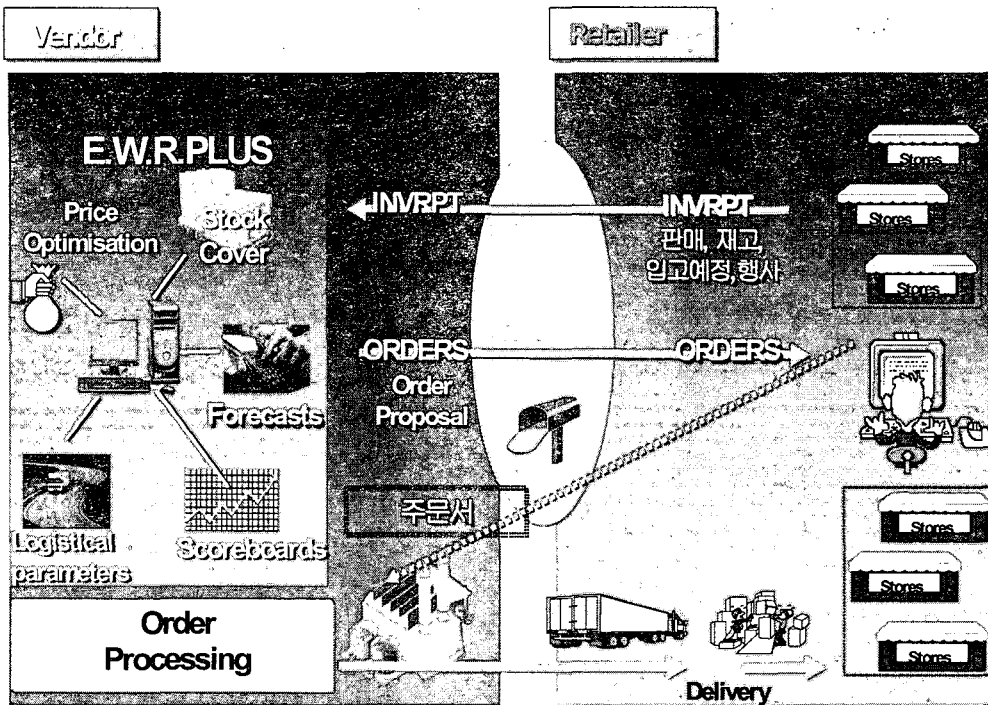 Vendor
Retailer
E.W.R.PLUS
Price
Optimisation
Stock
Cover
Forecasts
Logistical
parameters
Scoreboards
INVRPT
INVRPT
판매, 재고,
입고예정,행사
ORDERS
ORDERS
Order
Proposal
주문서
Stores
Stores
Stores
Stores
Stores
Stores
Order
Processing
Delivery